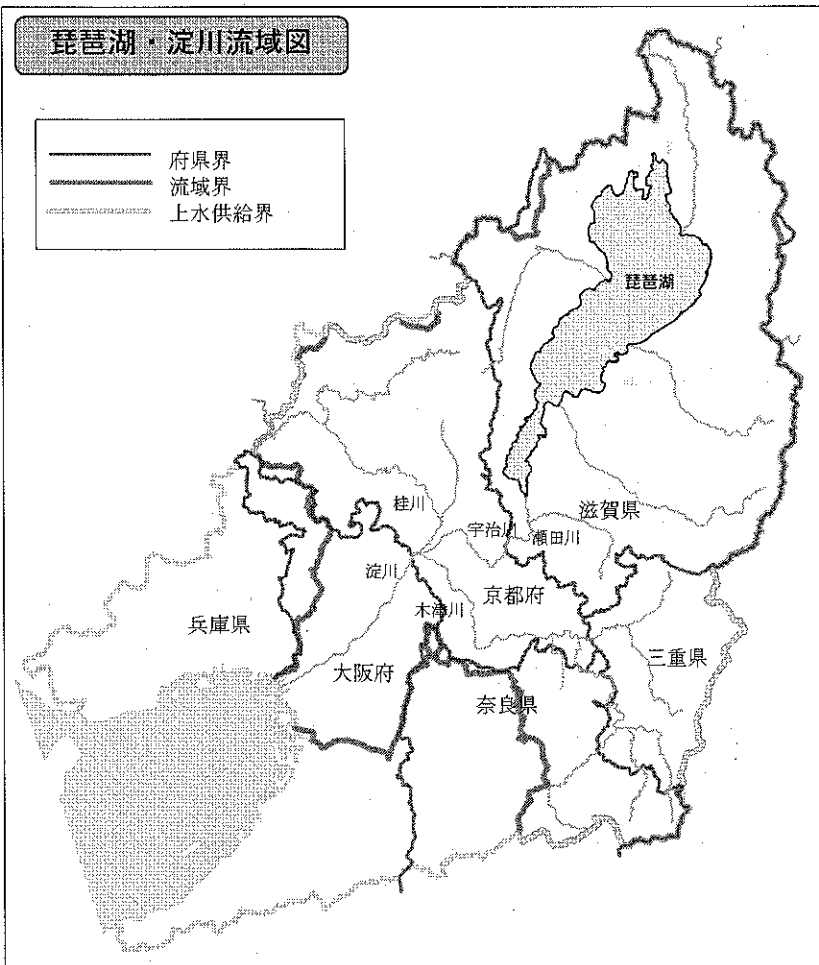 琵琶湖・淀川流域図
府県界
流域界
上水供給界
琵琶湖
滋賀県
桂川
宇治川
瀬田川
淀川
京都府
木津川
兵庫県
大阪府
奈良県
三重県